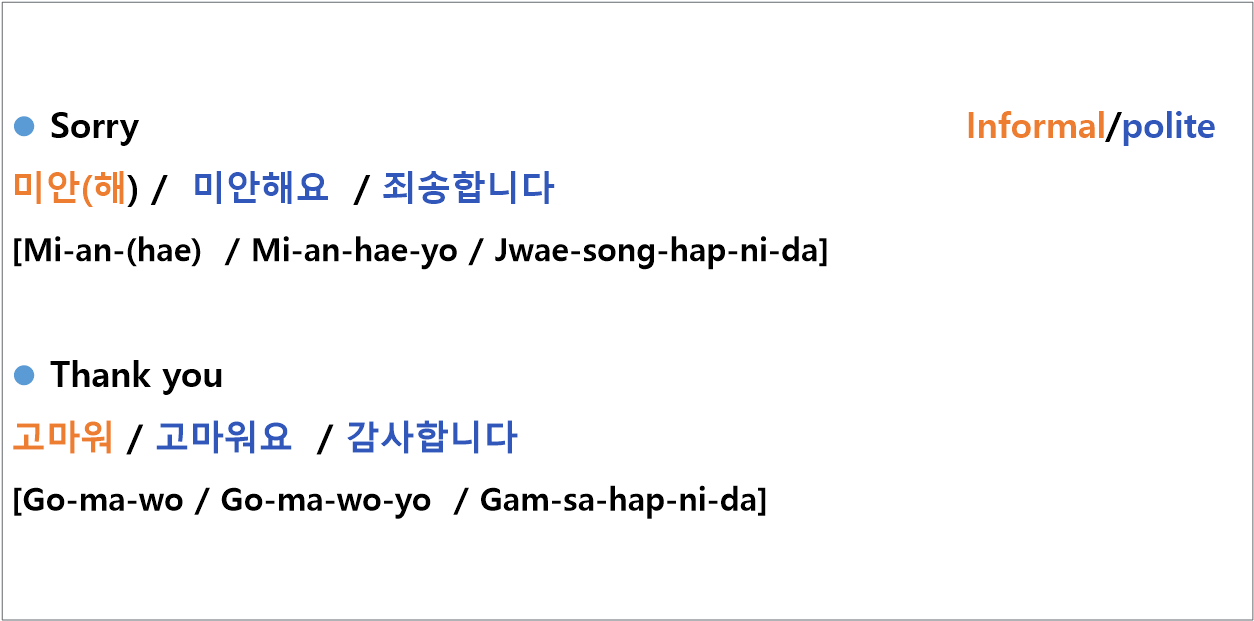 ● Sorry Informal/polite
미안(해) / 미안해요 / 죄송합니다
[Mi-an-(hae) / Mi-an-hae-yo / Jwae-song-hap-ni-da]
● Thank you
고마워 / 고마워요 / 감사합니다
[Go-ma-wo / Go-ma-wo-yo / Gam-sa-hap-ni-da]